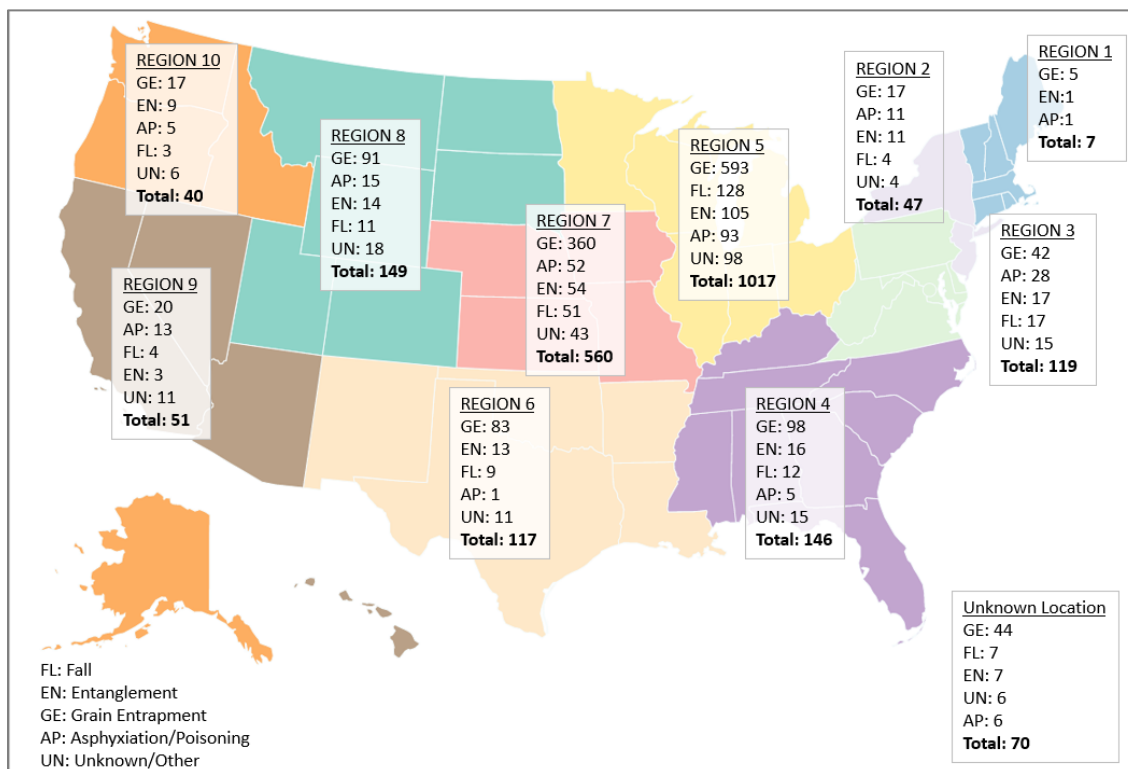 REGION 10
GE: 17
EN: 9
AP: 5
FL: 3
UN: 6
Total: 40
REGION 8
GE: 91
AP: 15
EN: 14
FL: 11
UN: 18
Total: 149
REGION 5
GE: 593
FL: 128
EN: 105
AP: 93
UN: 98
Total: 1017
REGION 2
GE: 17
AP: 11
EN: 11
FL: 4
UN: 4
Total: 47
REGION 1
GE: 5
EN:1
AP:1
Total: 7
REGION 9
GE: 20
AP: 13
FL: 4
EN: 3
UN: 11
Total: 51
REGION 7
GE: 360
AP: 52
EN: 54
FL: 51
UN: 43
Total: 560
REGION 3
GE: 42
AP: 28
EN: 17
FL: 17
UN: 15
Total: 119
REGION 6
GE: 83
EN: 13
FL: 9
AP: 1
UN: 11
Total: 117
REGION 4
GE: 98
EN: 16
FL: 12
AP: 5
UN: 15
Total: 146
Unknown Location
GE: 44
FL: 7
EN: 7
UN: 6
AP: 6
Total: 70
FL: Fall
EN: Entanglement
GE: Grain Entrapment
AP: Asphyxiation/Poisoning
UN: Unknown/Other